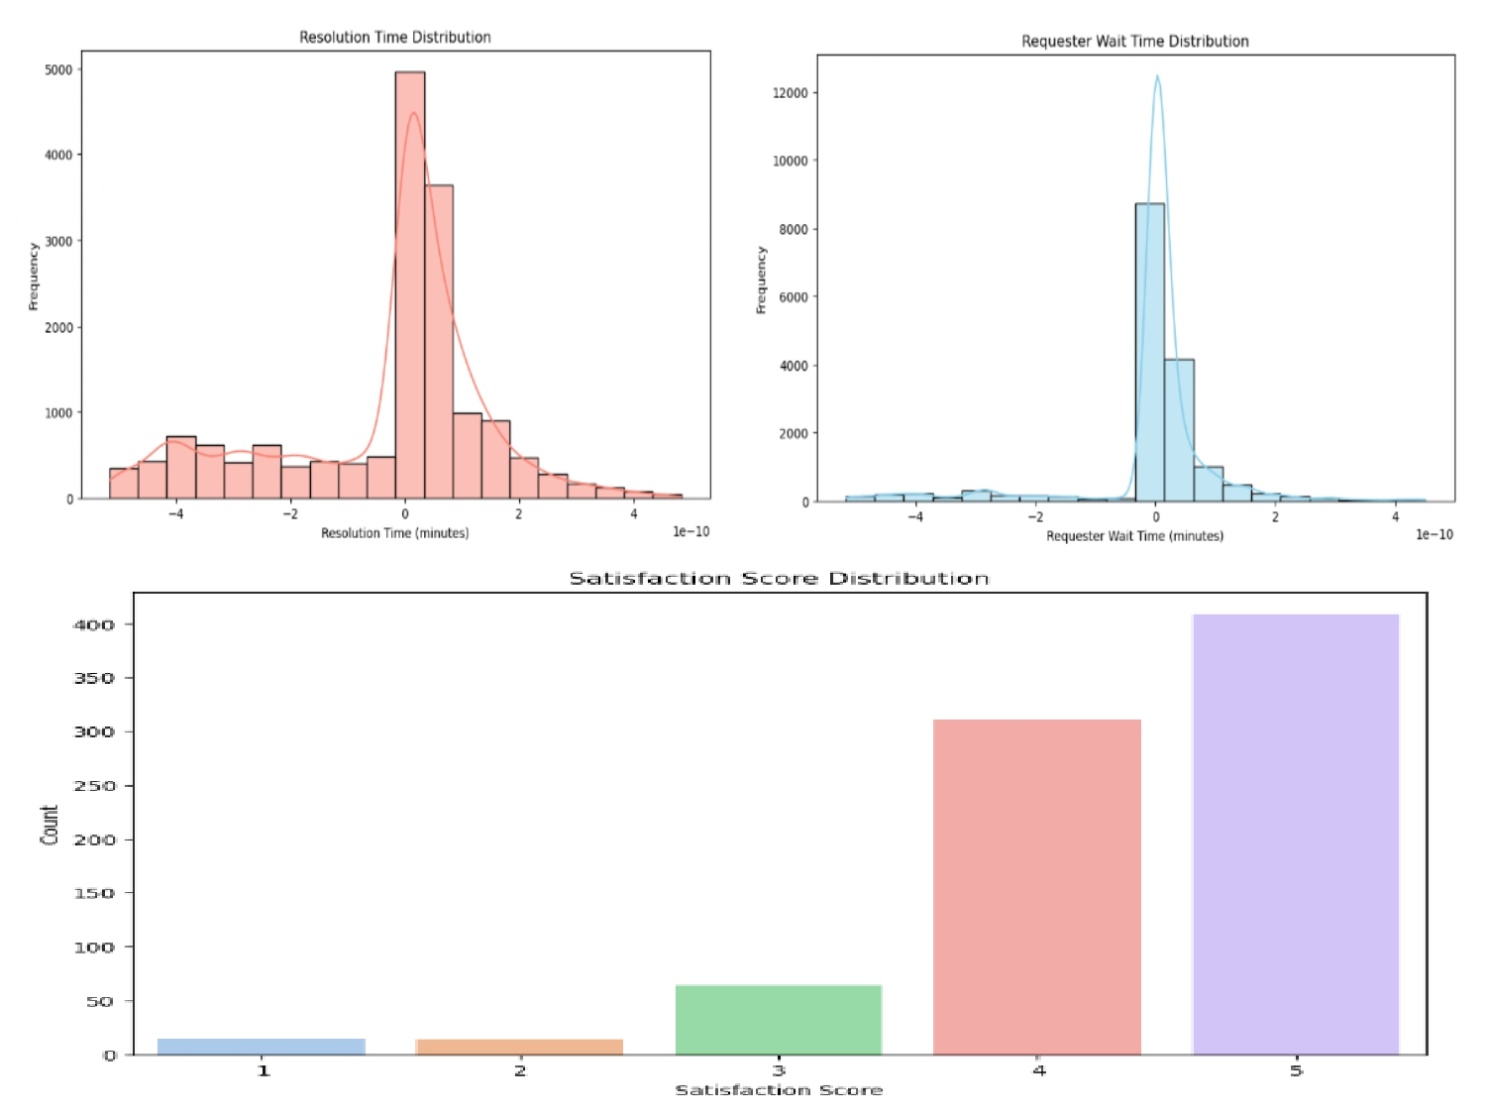 Resolution Time Distribution
5000
4000
3000
2000
1000
0
Frequency
−4 −2 0 2 4
1e−10
Resolution Time (minutes)
Requester Wait Time Distribution
12000
10000
8000
6000
4000
2000
0
Frequency
−4 −2 0 2 4
1e−10
Requester Wait Time (minutes)
Satisfaction Score Distribution
400
350
300
250
200
150
100
50
0
Count
1 2 3 4 5
Satisfaction Score